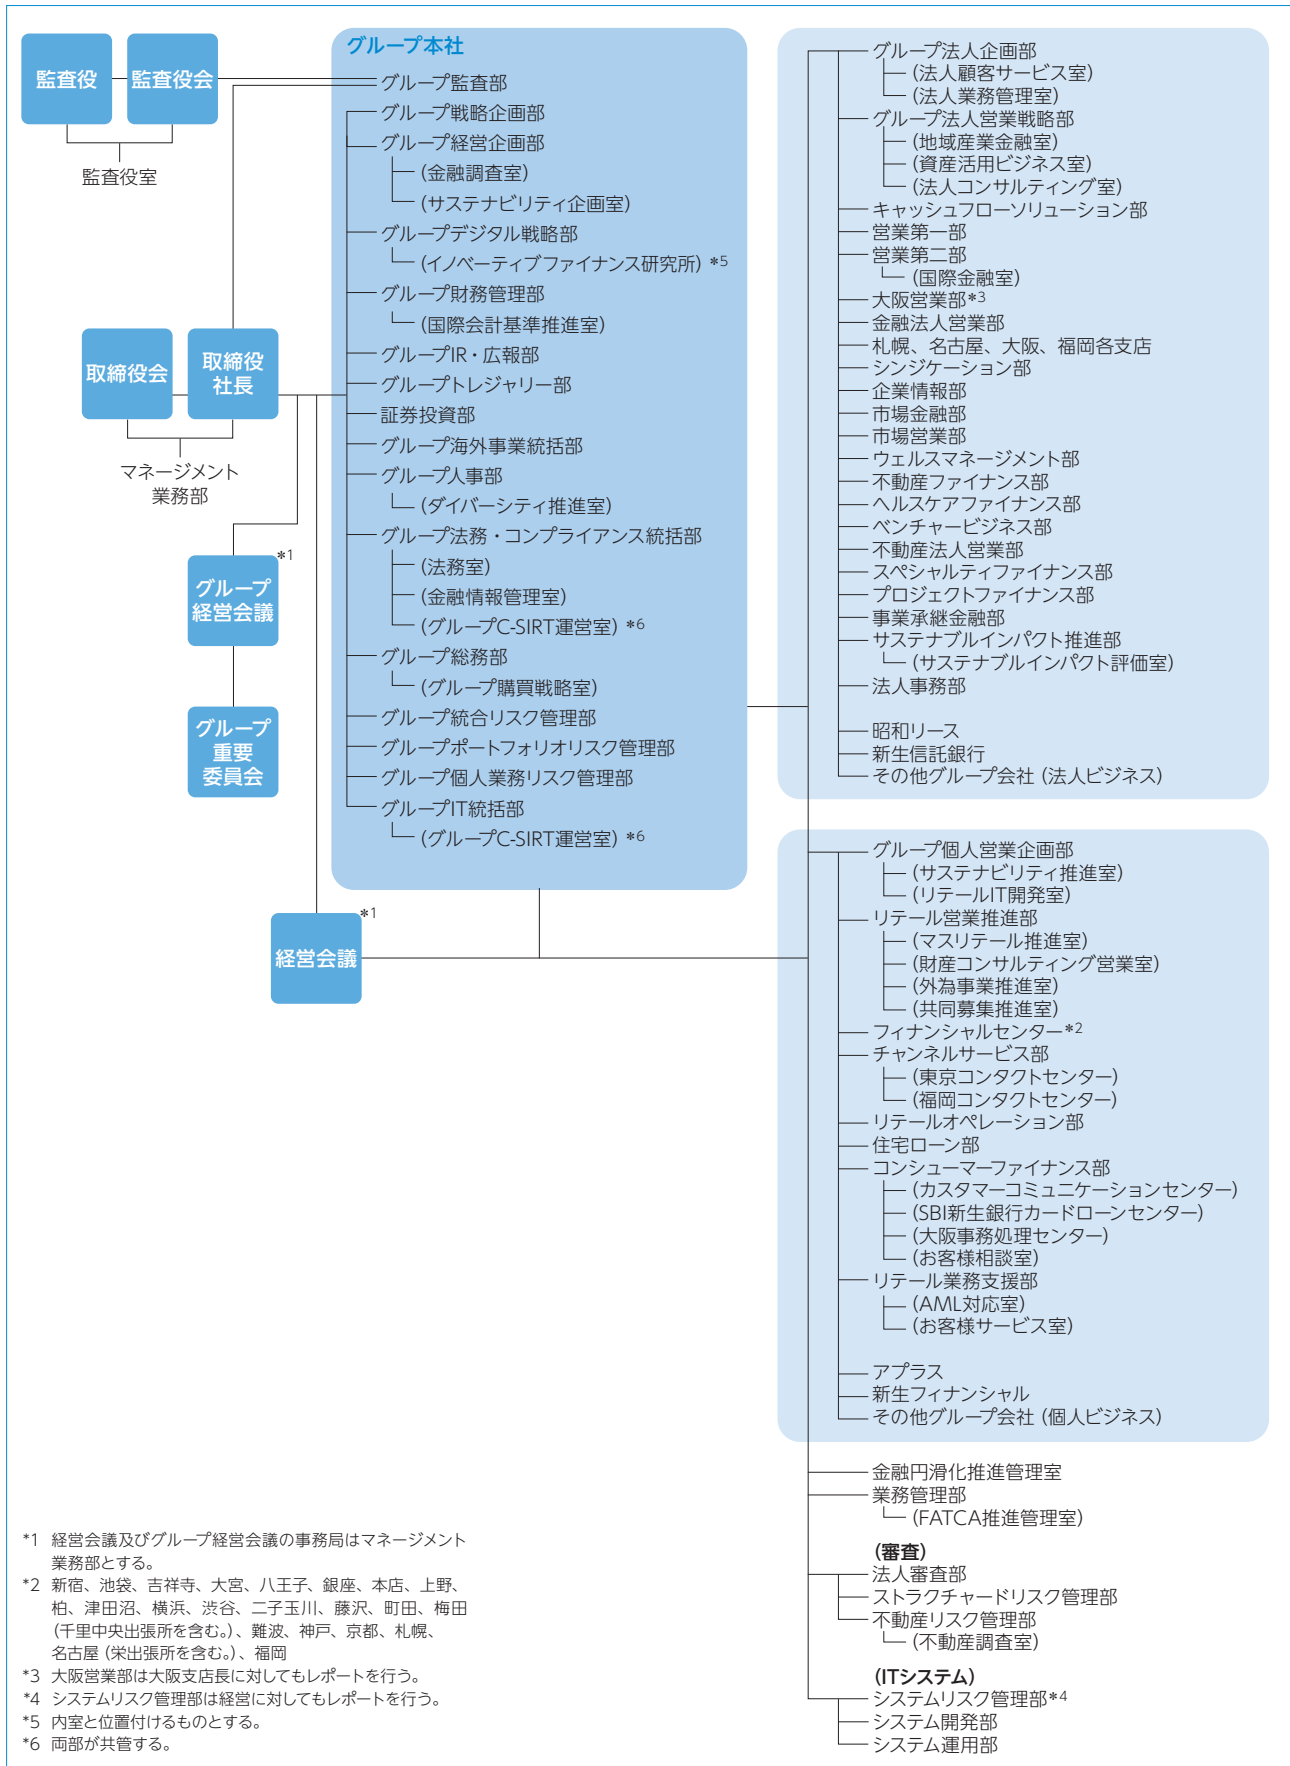 監査役
監査役会
監査役室
取締役会
取締役
社長
マネージメント
業務部
*1
グループ
経営会議
グループ
重要
委員会
*1
経営会議
グループ本社
グループ監査部
グループ戦略企画部
グループ経営企画部
(金融調査室)
(サステナビリティ企画室)
グループデジタル戦略部
(イノベーティブファイナンス研究所) *5
グループ財務管理部
(国際会計基準推進室)
グループIR・広報部
グループトレジャリー部
証券投資部
グループ海外事業統括部
グループ人事部
(ダイバーシティ推進室)
グループ法務・コンプライアンス統括部
(法務室)
(金融情報管理室)
(グループC-SIRT運営室) *6
グループ総務部
(グループ購買戦略室)
グループ統合リスク管理部
グループポートフォリオリスク管理部
グループ個人業務リスク管理部
グループIT統括部
(グループC-SIRT運営室) *6
グループ法人企画部
(法人顧客サービス室)
(法人業務管理室)
グループ法人営業戦略部
(地域産業金融室)
(資産活用ビジネス室)
(法人コンサルティング室)
キャッシュフローソリューション部
営業第一部
営業第二部
(国際金融室)
大阪営業部*3
金融法人営業部
札幌、名古屋、大阪、福岡各支店
シンジケーション部
企業情報部
市場金融部
市場営業部
ウェルスマネージメント部
不動産ファイナンス部
ヘルスケアファイナンス部
ベンチャービジネス部
不動産法人営業部
スペシャルティファイナンス部
プロジェクトファイナンス部
事業承継金融部
サステナブルインパクト推進部
(サステナブルインパクト評価室)
法人事務部
昭和リース
新生信託銀行
その他グループ会社 (法人ビジネス)
グループ個人営業企画部
(サステナビリティ推進室)
(リテールIT開発室)
リテール営業推進部
(マスリテール推進室)
(財産コンサルティング営業室)
(外為事業推進室)
(共同募集推進室)
フィナンシャルセンター*2
チャンネルサービス部
(東京コンタクトセンター)
(福岡コンタクトセンター)
リテールオペレーション部
住宅ローン部
コンシューマーファイナンス部
(カスタマーコミュニケーションセンター)
(SBI新生銀行カードローンセンター)
(大阪事務処理センター)
(お客様相談室)
リテール業務支援部
(AML対応室)
(お客様サービス室)
アプラス
新生フィナンシャル
その他グループ会社 (個人ビジネス)
金融円滑化推進管理室
業務管理部
(FATCA推進管理室)
(審査)
法人審査部
ストラクチャードリスク管理部
不動産リスク管理部
(不動産調査室)
(ITシステム)
システムリスク管理部*4
システム開発部
システム運用部
*1 経営会議及びグループ経営会議の事務局はマネージメント
業務部とする。
*2 新宿、池袋、吉祥寺、大宮、八王子、銀座、本店、上野、
柏、津田沼、横浜、渋谷、二子玉川、藤沢、町田、梅田
(千里中央出張所を含む。)、難波、神戸、京都、札幌、
名古屋 (栄出張所を含む。)、福岡
*3 大阪営業部は大阪支店長に対してもレポートを行う。
*4 システムリスク管理部は経営に対してもレポートを行う。
*5 内室と位置付けるものとする。
*6 両部が共管する。